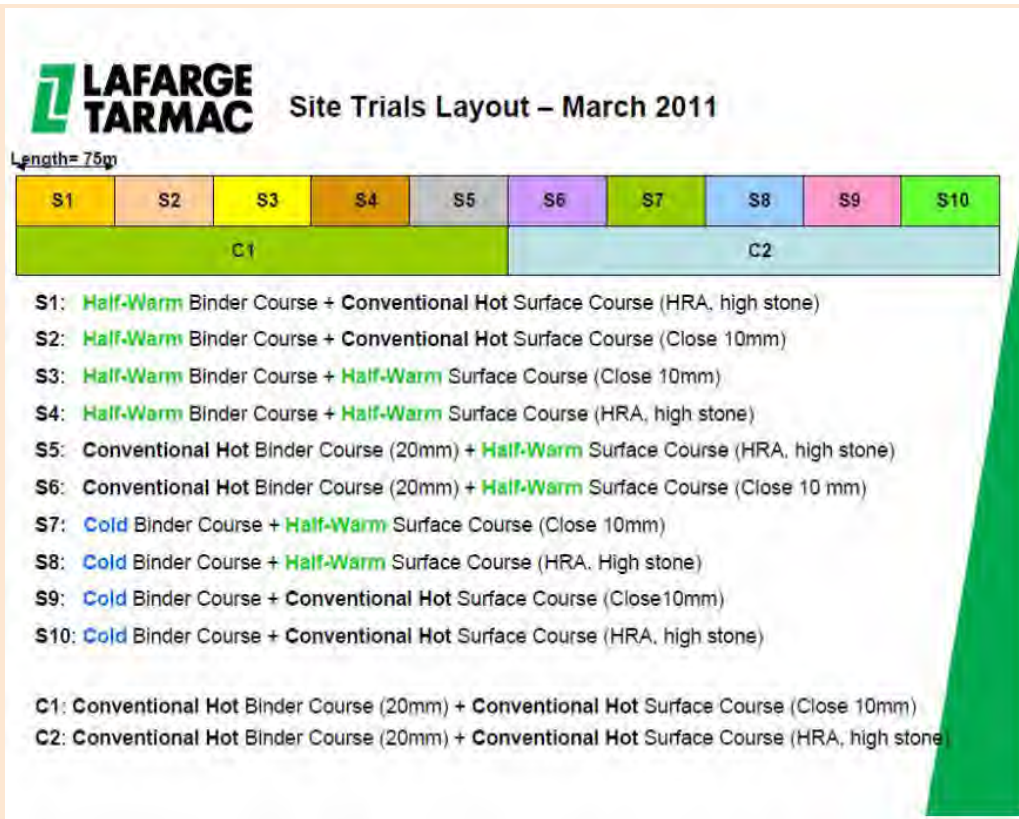 LAFARGE
TARMAC
Site Trials Layout – March 2011
Length= 75m
S1 S2 S3 S4 S5 S6 S7 S8 S9 S10
C1 C2
S1: Half-Warm Binder Course + Conventional Hot Surface Course (HRA, high stone)
S2: Half-Warm Binder Course + Conventional Hot Surface Course (Close 10mm)
S3: Half-Warm Binder Course + Half-Warm Surface Course (Close 10mm)
S4: Half-Warm Binder Course + Half-Warm Surface Course (HRA, high stone)
S5: Conventional Hot Binder Course (20mm) + Half-Warm Surface Course (HRA, high stone)
S6: Conventional Hot Binder Course (20mm) + Half-Warm Surface Course (Close 10 mm)
S7: Cold Binder Course + Half-Warm Surface Course (Close 10mm)
S8: Cold Binder Course + Half-Warm Surface Course (HRA, High stone)
S9: Cold Binder Course + Conventional Hot Surface Course (Close10mm)
S10: Cold Binder Course + Conventional Hot Surface Course (HRA, high stone)
C1: Conventional Hot Binder Course (20mm) + Conventional Hot Surface Course (Close 10mm)
C2: Conventional Hot Binder Course (20mm) + Conventional Hot Surface Course (HRA, high stone)